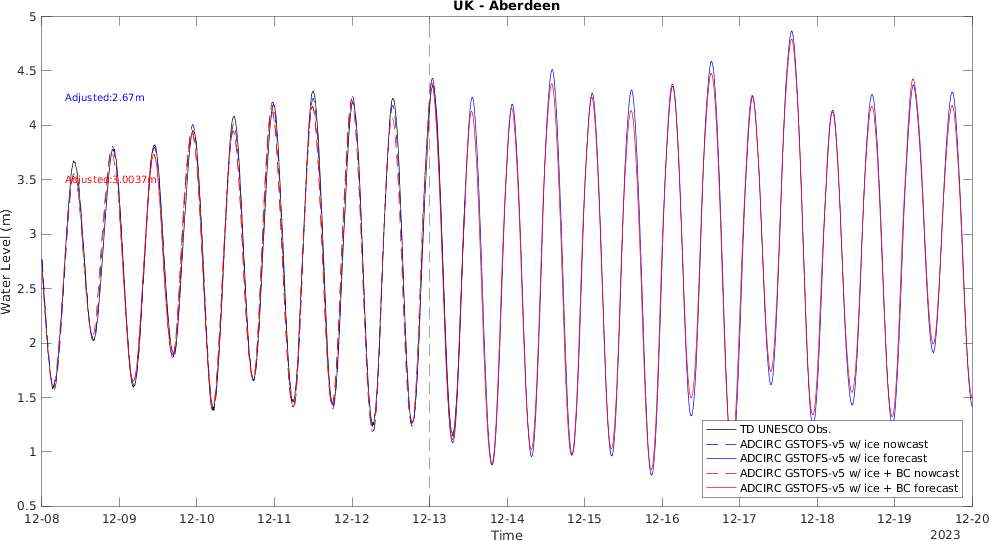 UK - Aberdeen
5
4.5
4
3.5
3
2.5
2
1.5
1
0.5
Water Level (m)
Adjusted:2.67m
Adjusted:3.0037m
TD UNESCO Obs.
ADCIRC GSTOFS-v5 w/ ice nowcast
ADCIRC GSTOFS-v5 w/ ice forecast
ADCIRC GSTOFS-v5 w/ ice + BC nowcast
ADCIRC GSTOFS-v5 w/ ice + BC forecast
12-08 12-09 12-10 12-11 12-12 12-13 12-14 12-15 12-16 12-17 12-18 12-19 12-20
Time
2023